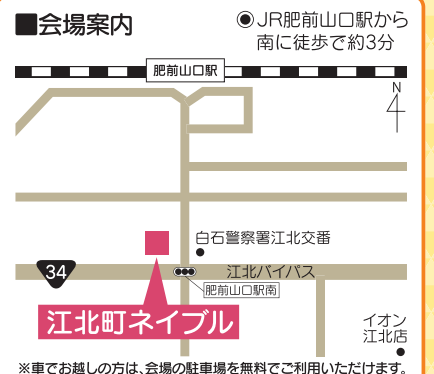 ■会場案内
◉JR肥前山口駅から
南に徒歩で約3分
肥前山口駅
N
4
白石警察署江北交番
34
江北バイパス
肥前山口駅南
江北町ネイブル
イオン
江北店
※車でお越しの方は、会場の駐車場を無料でご利用いただけます。